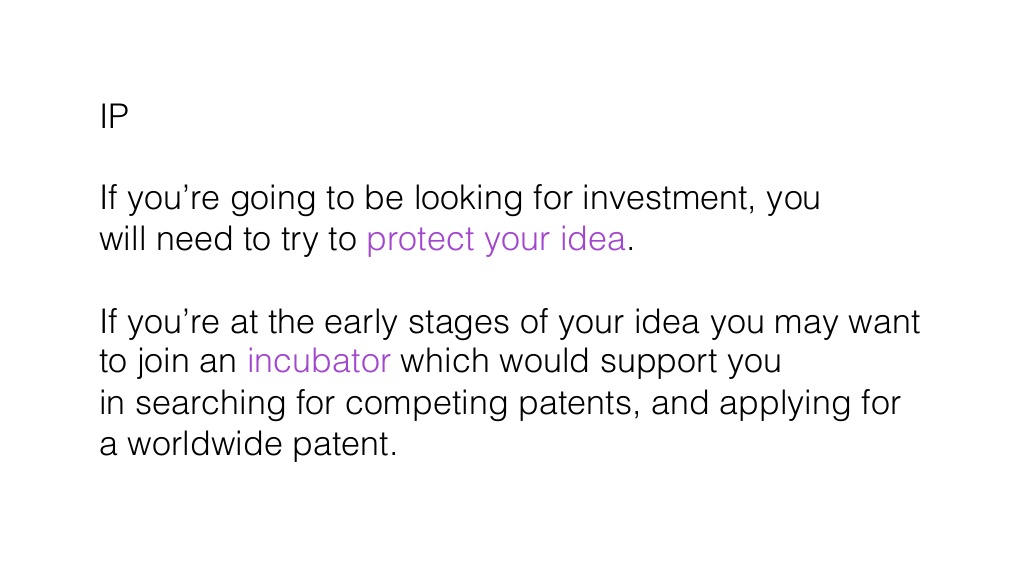 IP
If you’re going to be looking for investment, you
will need to try to protect your idea.
If you’re at the early stages of your idea you may want
to join an incubator which would support you
in searching for competing patents, and applying for
a worldwide patent.